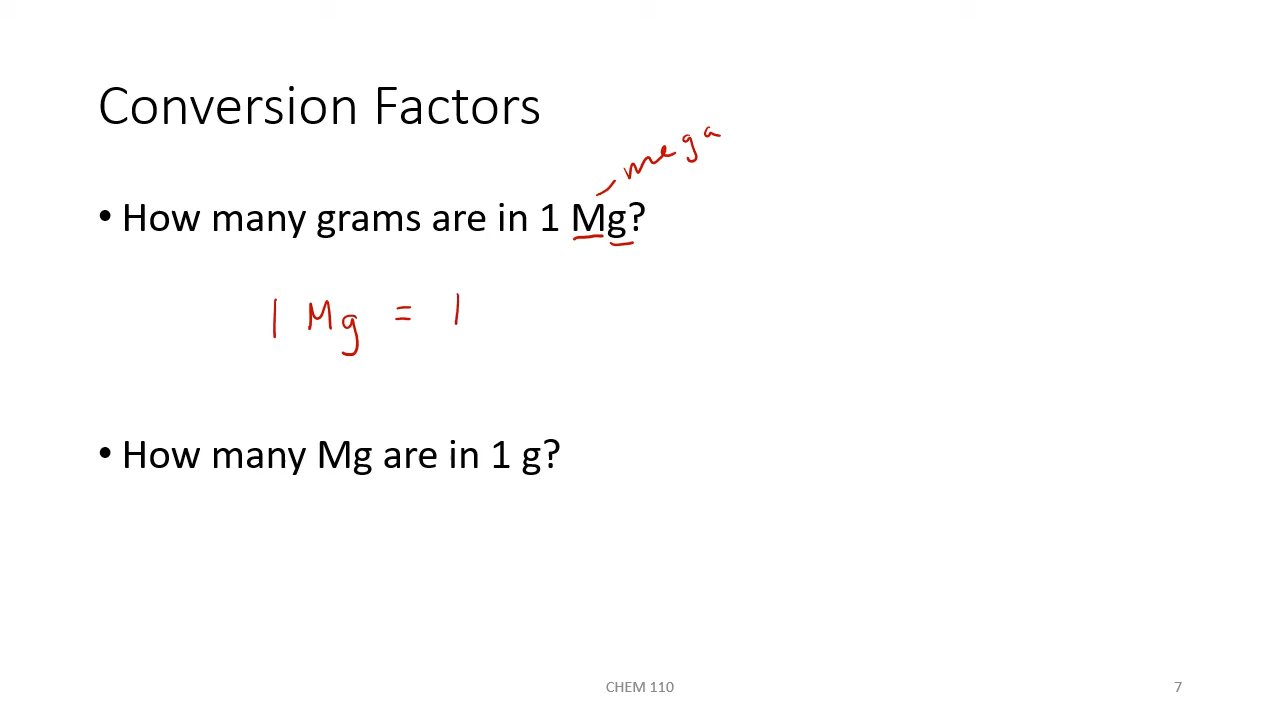 Conversion Factors
mega
• How many grams are in 1 Mg?
1 Mg = 1
• How many Mg are in 1 g?
CHEM 110
7